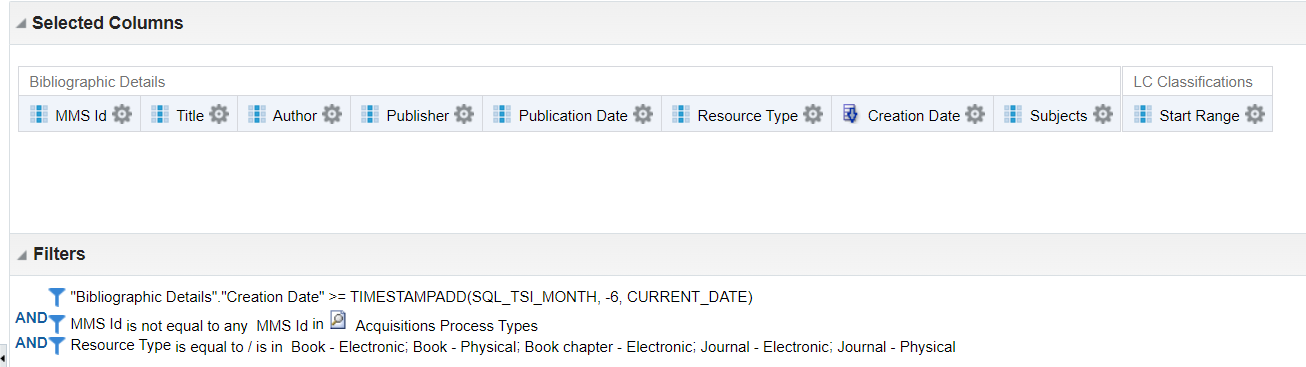 Selected Columns
Bibliographic Details LC Classifications
MMS Id Title Author Publisher Publication Date Resource Type Creation Date Subjects Start Range
Filters
"Bibliographic Details"."Creation Date" >= TIMESTAMPADD(SQL_TSI_MONTH, -6, CURRENT_DATE)
AND MMS Id is not equal to any MMS Id in Acquisitions Process Types
AND Resource Type is equal to / is in Book - Electronic; Book - Physical; Book chapter - Electronic; Journal - Electronic; Journal - Physical